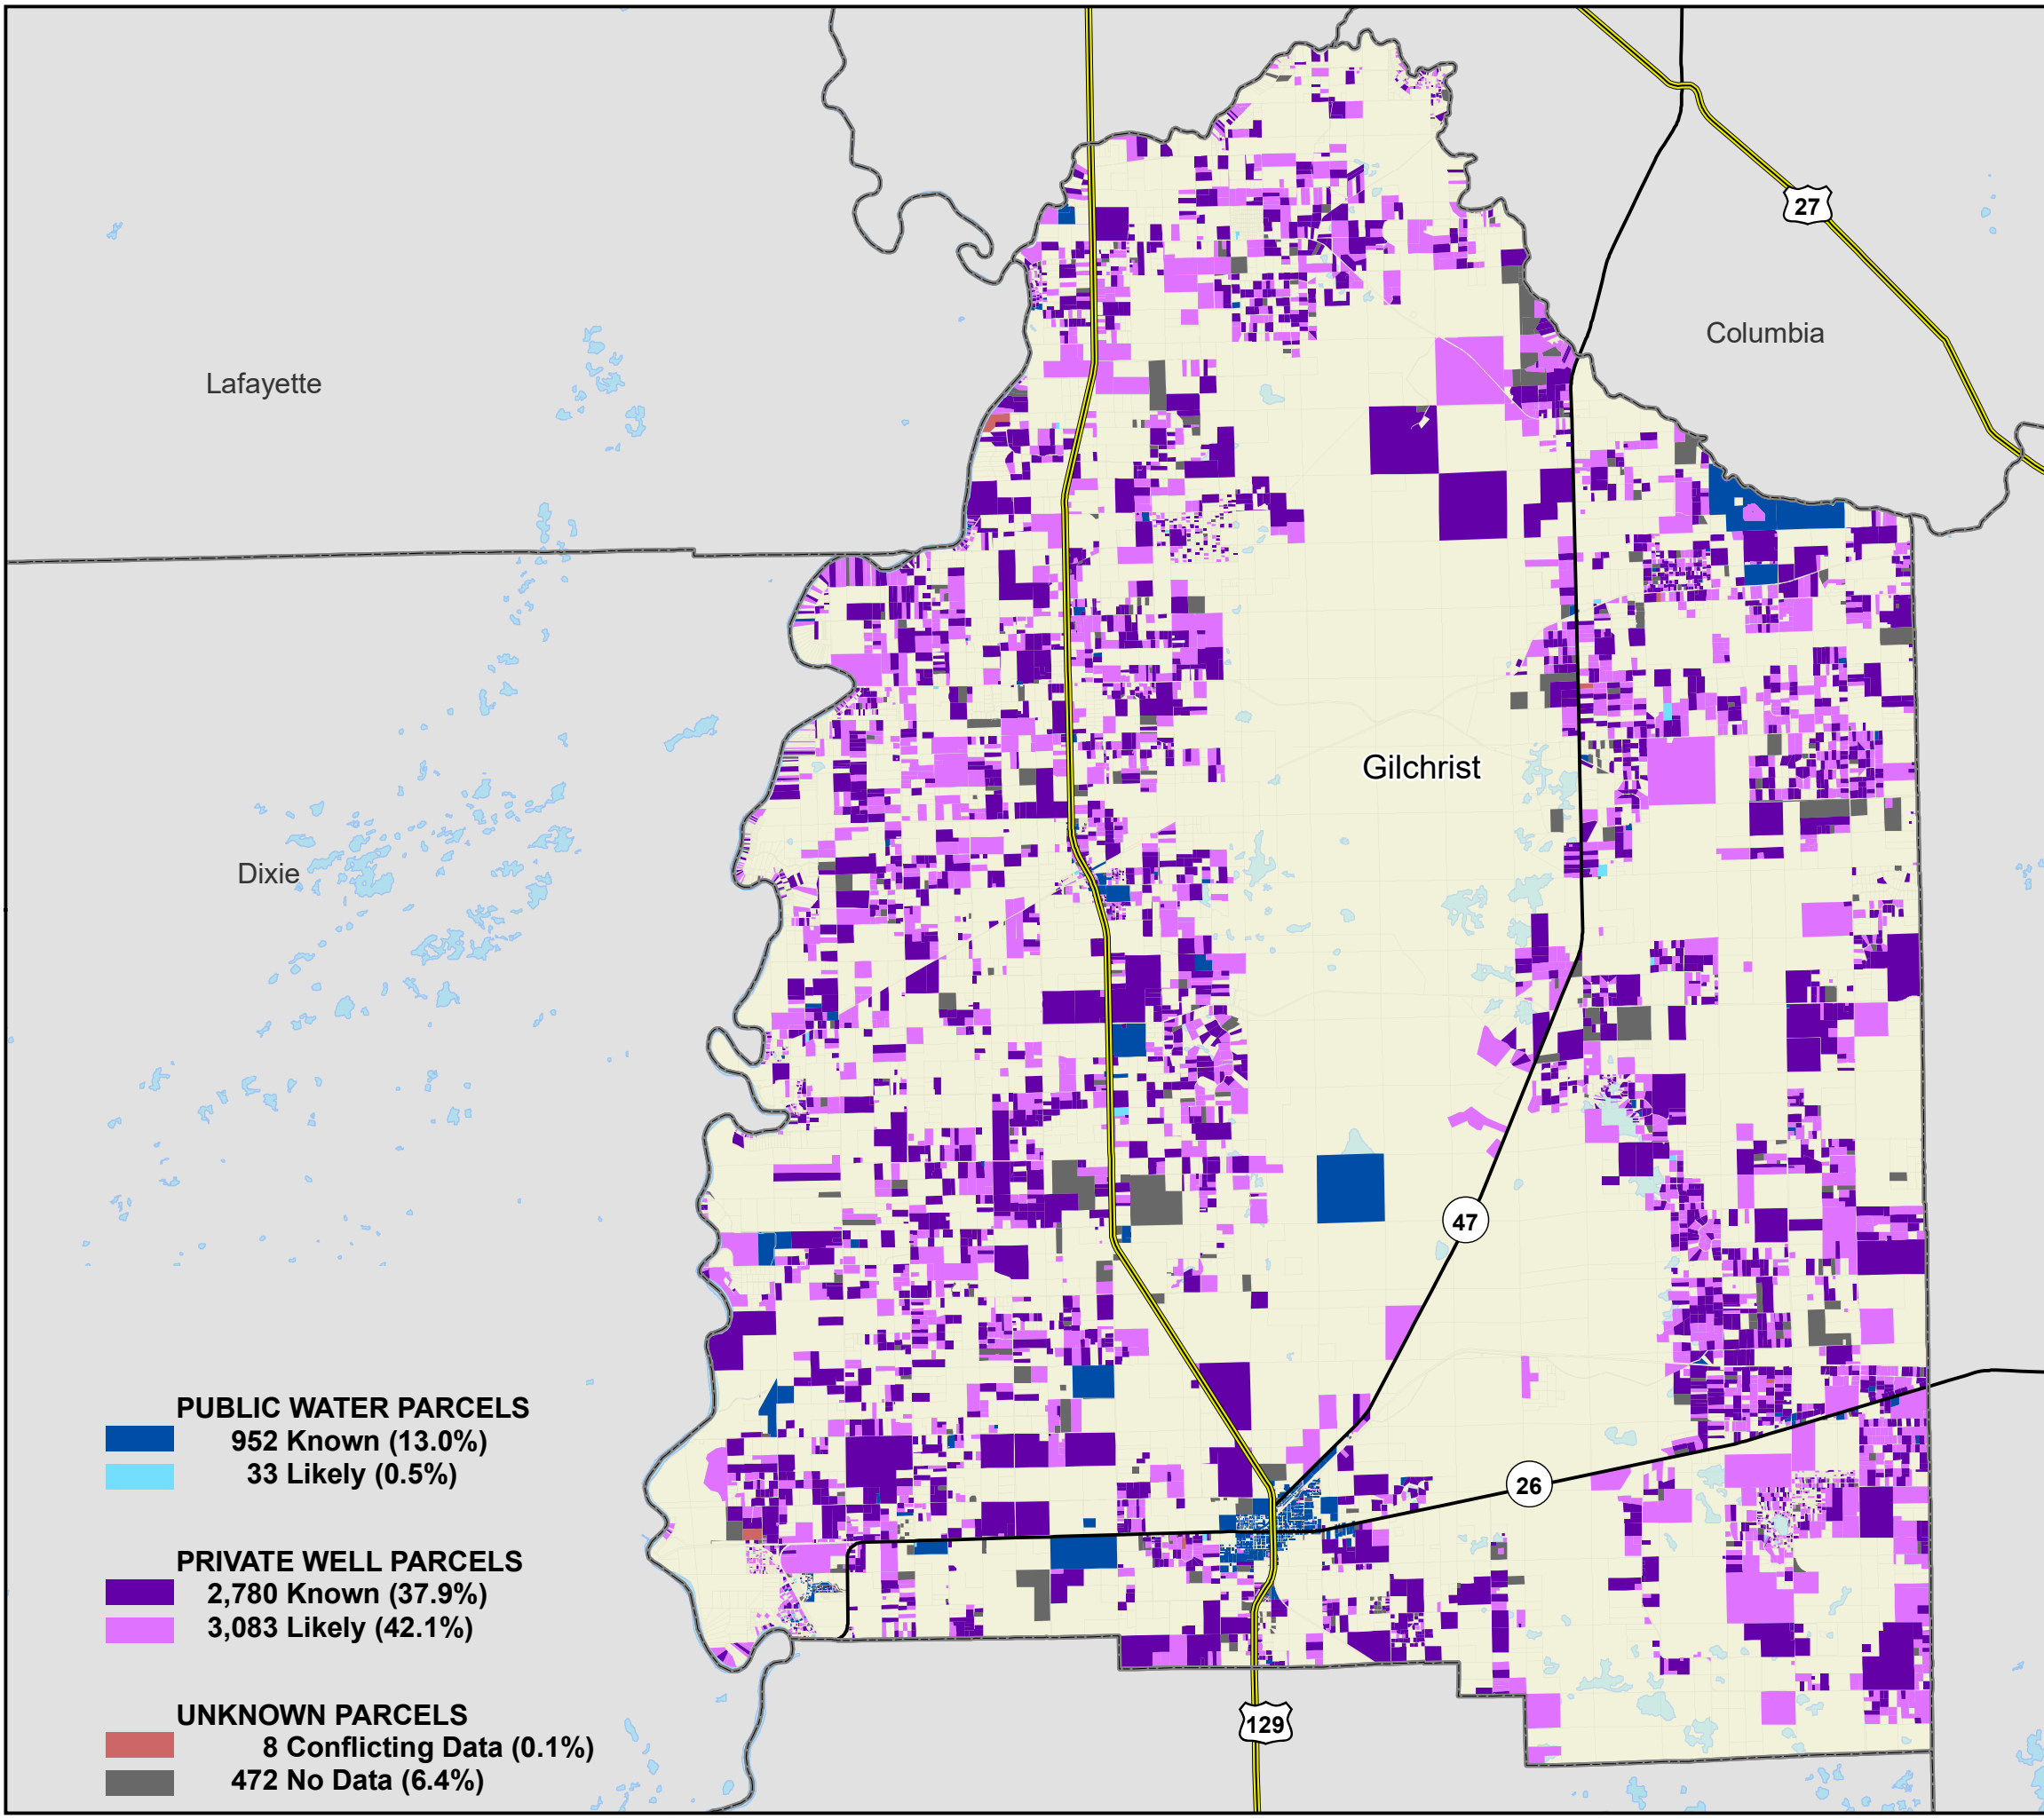 27
Columbia
Lafayette
Gilchrist
Dixie
47
PUBLIC WATER PARCELS
952 Known (13.0%)
33 Likely (0.5%)
26
PRIVATE WELL PARCELS
2,780 Known (37.9%)
3,083 Likely (42.1%)
UNKNOWN PARCELS
129
8 Conflicting Data (0.1%)
472 No Data (6.4%)